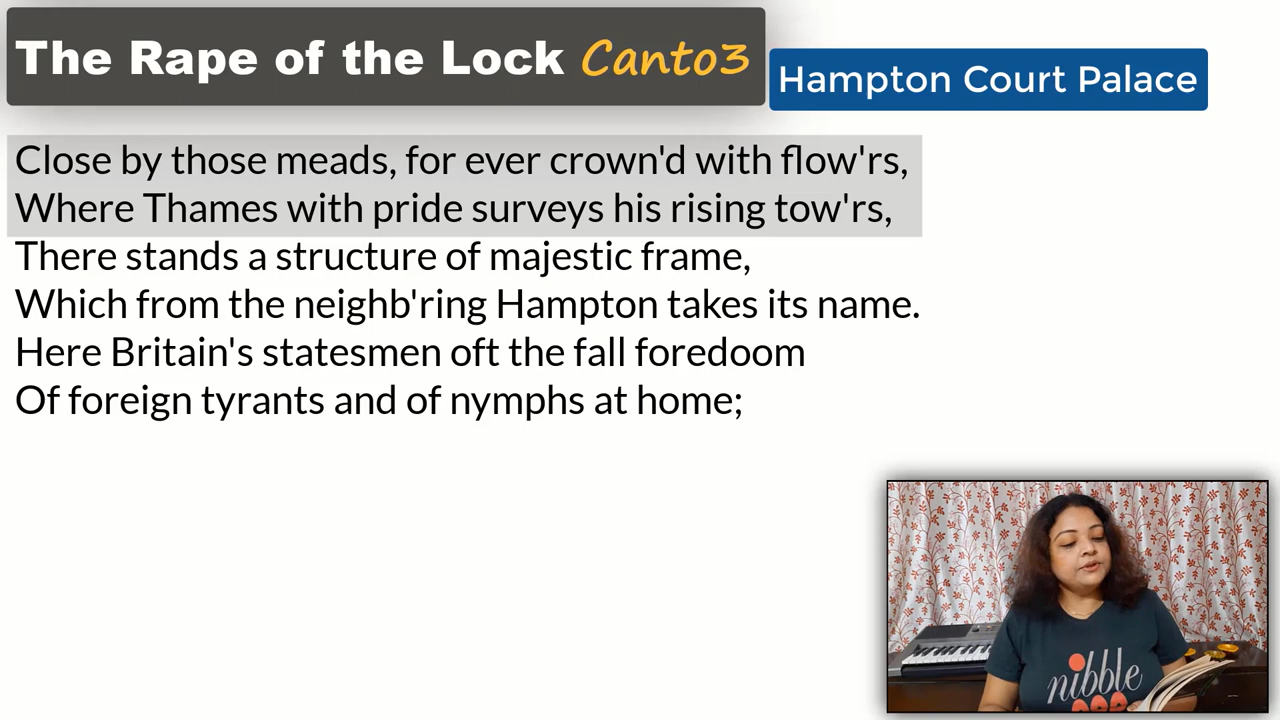 The Rape of the Lock Canto3
Hampton Court Palace
Close by those meads, for ever crown'd with flow'rs,
Where Thames with pride surveys his rising tow'rs,
There stands a structure of majestic frame,
Which from the neighb'ring Hampton takes its name.
Here Britain's statesmen oft the fall foredoom
Of foreign tyrants and of nymphs at home;
nibble